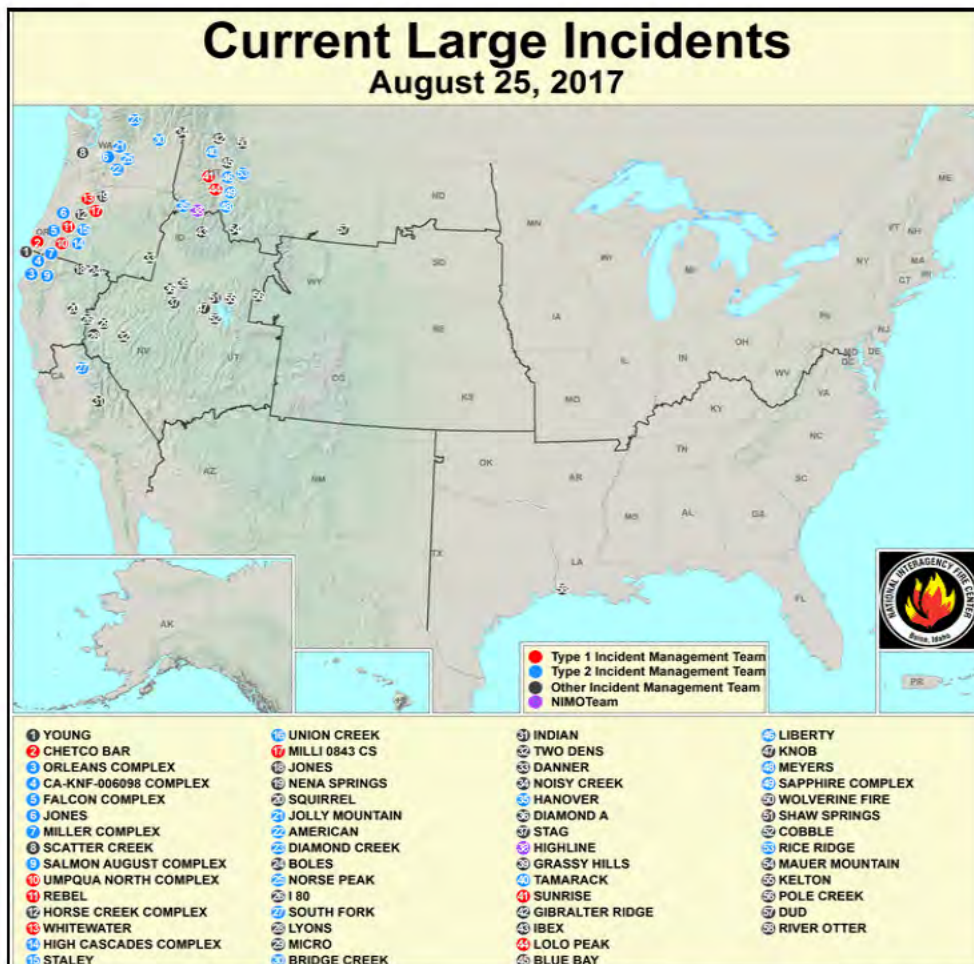 Current Large Incidents
August 25, 2017
WA
OR
CA
NV
ID
UT
AZ
WY
CO
NM
ND
SD
NE
KS
OK
TX
MN
IA
MO
AR
LA
WI
IL
MI
IN
OH
KY
TN
MS
AL
GA
FL
SC
NC
VA
WV
PA
NY
VT
NH
ME
MA
CT
RI
NJ
DE
MD
DC
AK
PR
NATIONAL INTERAGENCY FIRE CENTER
Boise, Idaho
Type 1 Incident Management Team
Type 2 Incident Management Team
Other Incident Management Team
NIMOTeam
1 YOUNG
2 CHETCO BAR
3 ORLEANS COMPLEX
4 CA-KNF-006098 COMPLEX
5 FALCON COMPLEX
6 JONES
7 MILLER COMPLEX
8 SCATTER CREEK
9 SALMON AUGUST COMPLEX
10 UMPQUA NORTH COMPLEX
11 REBEL
12 HORSE CREEK COMPLEX
13 WHITEWATER
14 HIGH CASCADES COMPLEX
15 STALEY
16 UNION CREEK
17 MILLI 0843 CS
18 JONES
19 NENA SPRINGS
20 SQUIRREL
21 JOLLY MOUNTAIN
22 AMERICAN
23 DIAMOND CREEK
24 BOLES
25 NORSE PEAK
26 I 80
27 SOUTH FORK
28 LYONS
29 MICRO
30 BRIDGE CREEK
31 INDIAN
32 TWO DENS
33 DANNER
34 NOISY CREEK
35 HANOVER
36 DIAMOND A
37 STAG
38 HIGHLINE
39 GRASSY HILLS
40 TAMARACK
41 SUNRISE
42 GIBRALTER RIDGE
43 IBEX
44 LOLO PEAK
45 BLUE BAY
46 LIBERTY
47 KNOB
48 MEYERS
49 SAPPHIRE COMPLEX
50 WOLVERINE FIRE
51 SHAW SPRINGS
52 COBBLE
53 RICE RIDGE
54 MAUER MOUNTAIN
55 KELTON
56 POLE CREEK
57 DUD
58 RIVER OTTER